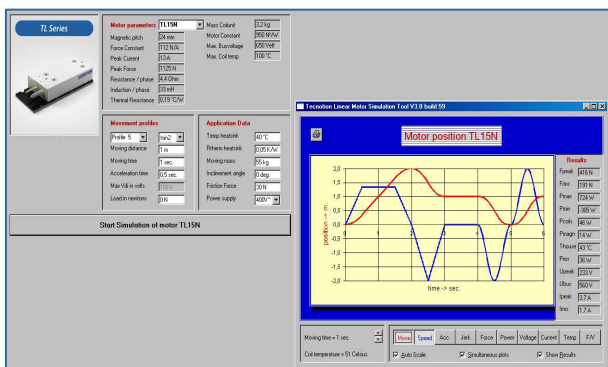 TL Series
Motor parameters TL15N Mass Coilunit 3,2 kg
Magnetic pitch 24 mm Motor Constant 950 N²/W
Force Constant 112 N/A Max. Busvoltage 650 Volt
Peak Current 13 A Max. Coil temp 100 °C
Peak Force 1125 N
Resistance / phase 4,4 Ohm
Induction / phase 33 mH
Thermal Resistance 0,19 °C/W
Movement profiles
Profile 5 min2
Moving distance 1 m
Moving time 1 sec.
Acceleration time 0,5 sec.
Max Vdi in volts 100 V
Load in newtons 0 N
Application Data
Temp heatsink 40 °C
Rtherm heatsink 0,05 K/W
Moving mass 55 kg
Inclinement angle 0 deg.
Friction Force 30 N
Power supply 400V~
Start Simulation of motor TL15N
Tecnotion Linear Motor Simulation Tool V3.0 build 59
Motor position TL15N
position -> m.
2,0
1,5
1,0
0,5
0,0
-0,5
-1,0
-1,5
-2,0
0 1 2 3 4 5 6
time -> sec.
Results
Fpeak 416 N
Frms 191 N
Pmax 724 W
Pmin -385 W
Pcoils 46 W
Pmagn 14 W
43 °C
36 W
Upeak 233 V
Ubus 560 V
Ipeak 3,7 A
Irms 1,7 A
Moving time = 1 sec.
Coil temperature = 51 Celsius
Move Speed Acc. Jerk Force Power Voltage Current Temp F/V
Auto Scale Simultaneous plots Show Results